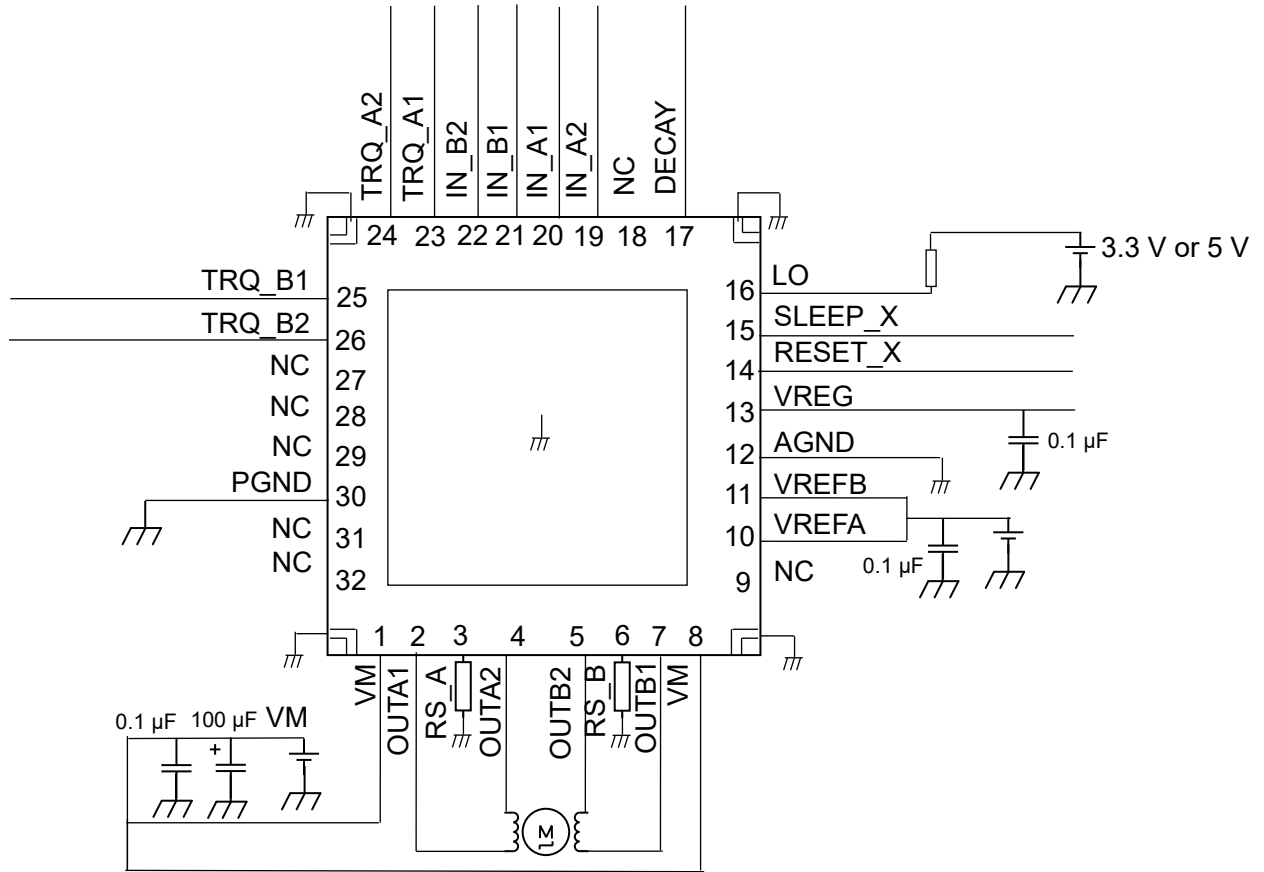 TRQ_A2
TRQ_A1
IN_B2
IN_B1
IN_A1
IN_A2
NC
DECAY
24
23
22
21
20
19
18
17
TRQ_B1
25
TRQ_B2
26
NC
27
NC
28
NC
29
PGND
30
NC
31
NC
32
16
LO
3.3 V or 5 V
15
SLEEP_X
14
RESET_X
13
VREG
0.1 µF
12
AGND
11
VREFB
10
VREFA
0.1 µF
9
NC
1
2
3
4
5
6
7
8
VM
OUTA1
RS_A
OUTA2
OUTB2
RS_B
OUTB1
VM
0.1 µF
100 µF
VM
+
M